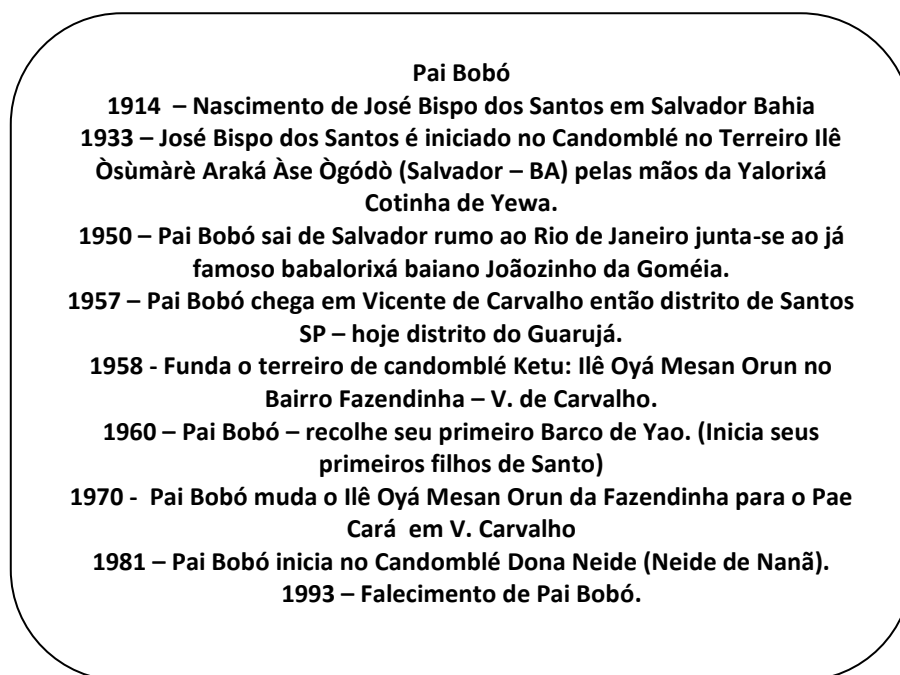 Pai Bobó
1914 – Nascimento de José Bispo dos Santos em Salvador Bahia
1933 – José Bispo dos Santos é iniciado no Candomblé no Terreiro Ilê
Òsùmàrè Araká Àse Ògódò (Salvador – BA) pelas mãos da Yalorixá
Cotinha de Yewa.
1950 – Pai Bobó sai de Salvador rumo ao Rio de Janeiro junta-se ao já
famoso babalorixá baiano Joãozinho da Goméia.
1957 – Pai Bobó chega em Vicente de Carvalho então distrito de Santos
SP – hoje distrito do Guarujá.
1958 - Funda o terreiro de candomblé Ketu: Ilê Oyá Mesan Orun no
Bairro Fazendinha – V. de Carvalho.
1960 – Pai Bobó – recolhe seu primeiro Barco de Yao. (Inicia seus
primeiros filhos de Santo)
1970 - Pai Bobó muda o Ilê Oyá Mesan Orun da Fazendinha para o Pae
Cará em V. Carvalho
1981 – Pai Bobó inicia no Candomblé Dona Neide (Neide de Nanã).
1993 – Falecimento de Pai Bobó.